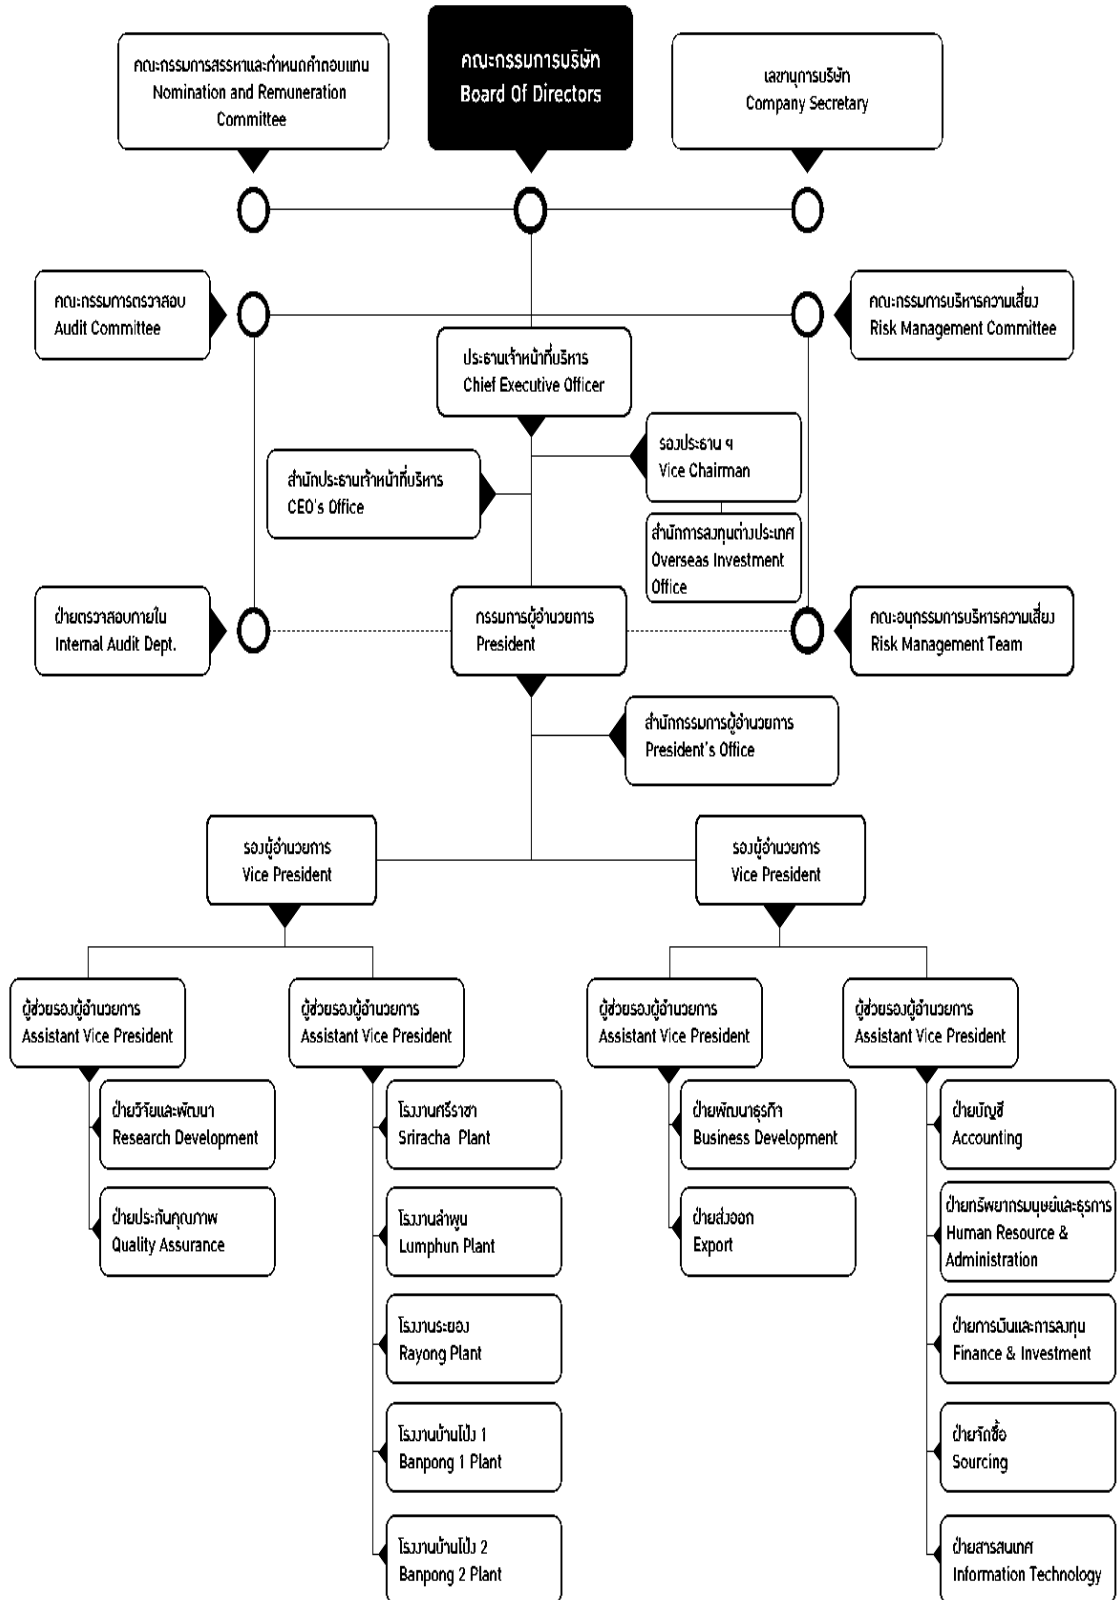 คณะกรรมการสรรหาและกำหนดค่าตอบแทน
Nomination and Remuneration
Committee
คณะกรรมการบริษัท
Board Of Directors
เลขานุการบริษัท
Company Secretary
คณะกรรมการตรวจสอบ
Audit Committee
คณะกรรมการบริหารความเสี่ยง
Risk Management Committee
ประธานเจ้าหน้าที่บริหาร
Chief Executive Officer
รองประธาน ฯ
Vice Chairman
สำนักประธานเจ้าหน้าที่บริหาร
CEO's Office
สำนักการลงทุนต่างประเทศ
Overseas Investment
Office
ฝ่ายตรวจสอบภายใน
Internal Audit Dept.
กรรมการผู้อำนวยการ
President
คณะอนุกรรมการบริหารความเสี่ยง
Risk Management Team
สำนักกรรมการผู้อำนวยการ
President's Office
รองผู้อำนวยการ
Vice President
รองผู้อำนวยการ
Vice President
ผู้ช่วยรองผู้อำนวยการ
Assistant Vice President
ผู้ช่วยรองผู้อำนวยการ
Assistant Vice President
ผู้ช่วยรองผู้อำนวยการ
Assistant Vice President
ผู้ช่วยรองผู้อำนวยการ
Assistant Vice President
ฝ่ายวิจัยและพัฒนา
Research Development
ฝ่ายประกันคุณภาพ
Quality Assurance
โรงงานศรีราชา
Sriracha Plant
โรงงานลำพูน
Lumphun Plant
โรงงานระยอง
Rayong Plant
โรงงานบ้านโป่ง 1
Banpong 1 Plant
โรงงานบ้านโป่ง 2
Banpong 2 Plant
ฝ่ายพัฒนาธุรกิจ
Business Development
ฝ่ายส่งออก
Export
ฝ่ายบัญชี
Accounting
ฝ่ายทรัพยากรมนุษย์และธุรการ
Human Resource &
Administration
ฝ่ายการเงินและการลงทุน
Finance & Investment
ฝ่ายจัดซื้อ
Sourcing
ฝ่ายสารสนเทศ
Information Technology